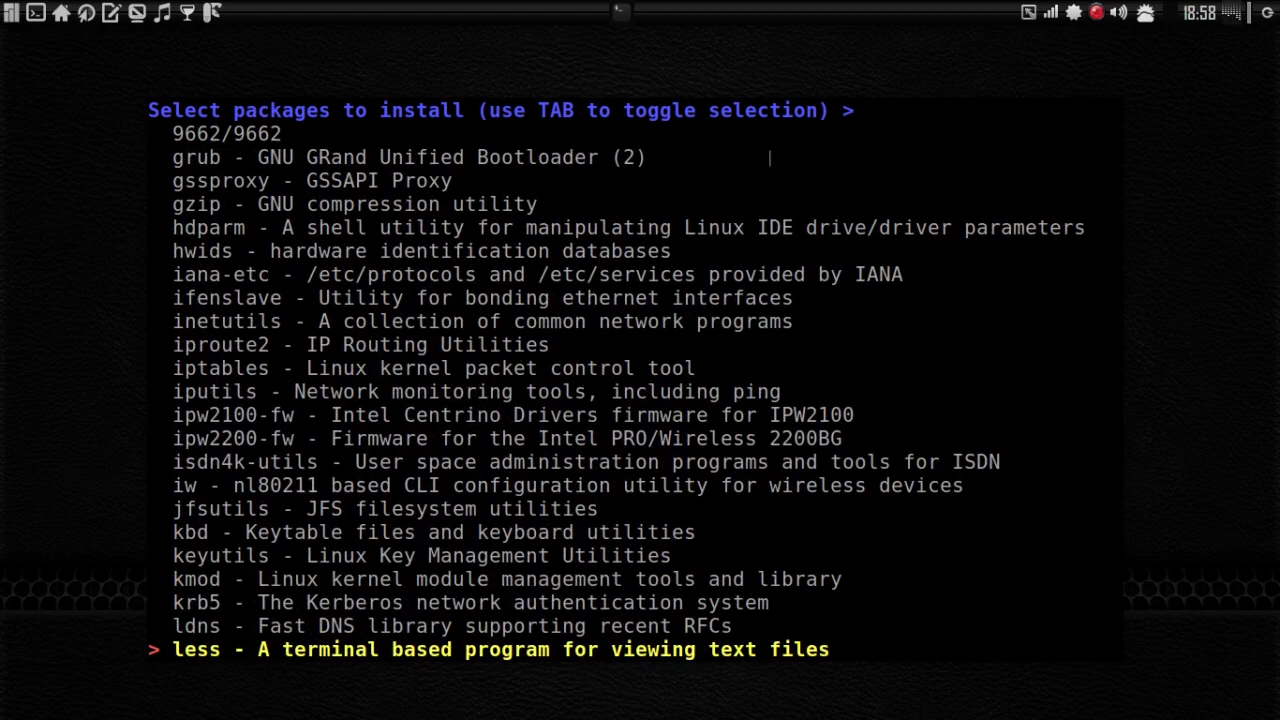 18:58
Select packages to install (use TAB to toggle selection) >
9662/9662
grub - GNU GRand Unified Bootloader (2)
gssproxy - GSSAPI Proxy
gzip - GNU compression utility
hdparm - A shell utility for manipulating Linux IDE drive/driver parameters
hwids - hardware identification databases
iana-etc - /etc/protocols and /etc/services provided by IANA
ifenslave - Utility for bonding ethernet interfaces
inetutils - A collection of common network programs
iproute2 - IP Routing Utilities
iptables - Linux kernel packet control tool
iputils - Network monitoring tools, including ping
ipw2100-fw - Intel Centrino Drivers firmware for IPW2100
ipw2200-fw - Firmware for the Intel PRO/Wireless 2200BG
isdn4k-utils - User space administration programs and tools for ISDN
iw - nl80211 based CLI configuration utility for wireless devices
jfsutils - JFS filesystem utilities
kbd - Keytable files and keyboard utilities
keyutils - Linux Key Management Utilities
kmod - Linux kernel module management tools and library
krb5 - The Kerberos network authentication system
ldns - Fast DNS library supporting recent RFCs
> less - A terminal based program for viewing text files